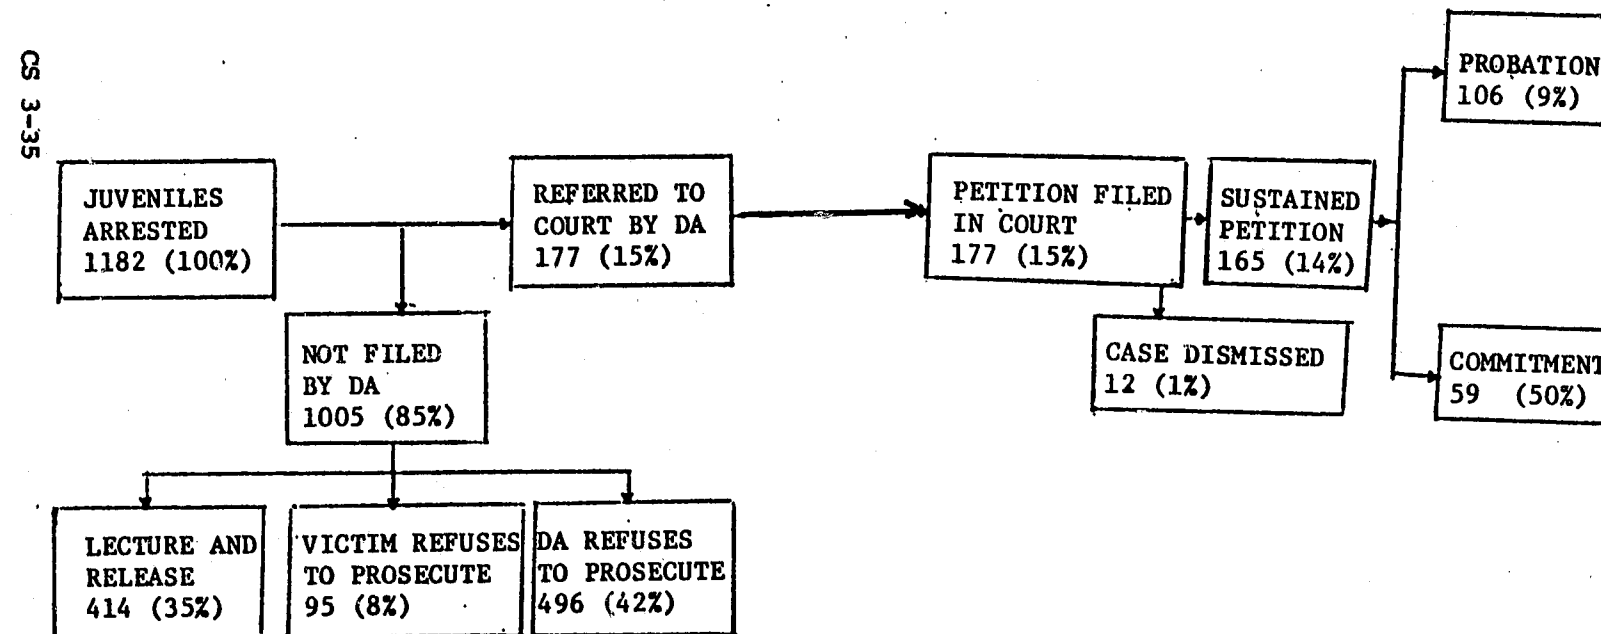 CS 3-35
JUVENILES
ARRESTED
1182 (100%)
REFERRED TO
COURT BY DA
177 (15%)
PETITION FILED
IN COURT
177 (15%)
SUSTAINED
PETITION
165 (14%)
PROBATION
106 (9%)
NOT FILED
BY DA
1005 (85%)
CASE DISMISSED
12 (1%)
COMMITMENT
59 (50%)
LECTURE AND
RELEASE
414 (35%)
VICTIM REFUSES
TO PROSECUTE
95 (8%)
DA REFUSES
TO PROSECUTE
496 (42%)